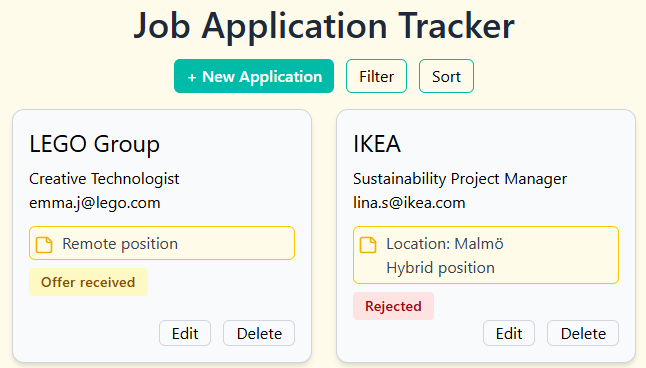 Job Application Tracker
+ New Application
Filter
Sort
LEGO Group
Creative Technologist
emma.j@lego.com
Remote position
Offer received
Edit
Delete
IKEA
Sustainability Project Manager
lina.s@ikea.com
Location: Malmö
Hybrid position
Rejected
Edit
Delete